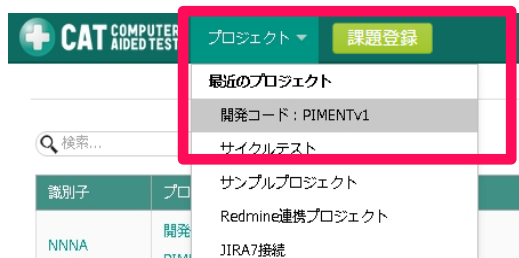 CAT COMPUTER AIDED TEST プロジェクト 課題登録
最近のプロジェクト
開発コード：PIMENTv1
検索...
サイクルテスト
識別子
サンプルプロジェクト
Redmine連携プロジェクト
NNNA
開発
JIRA7接続